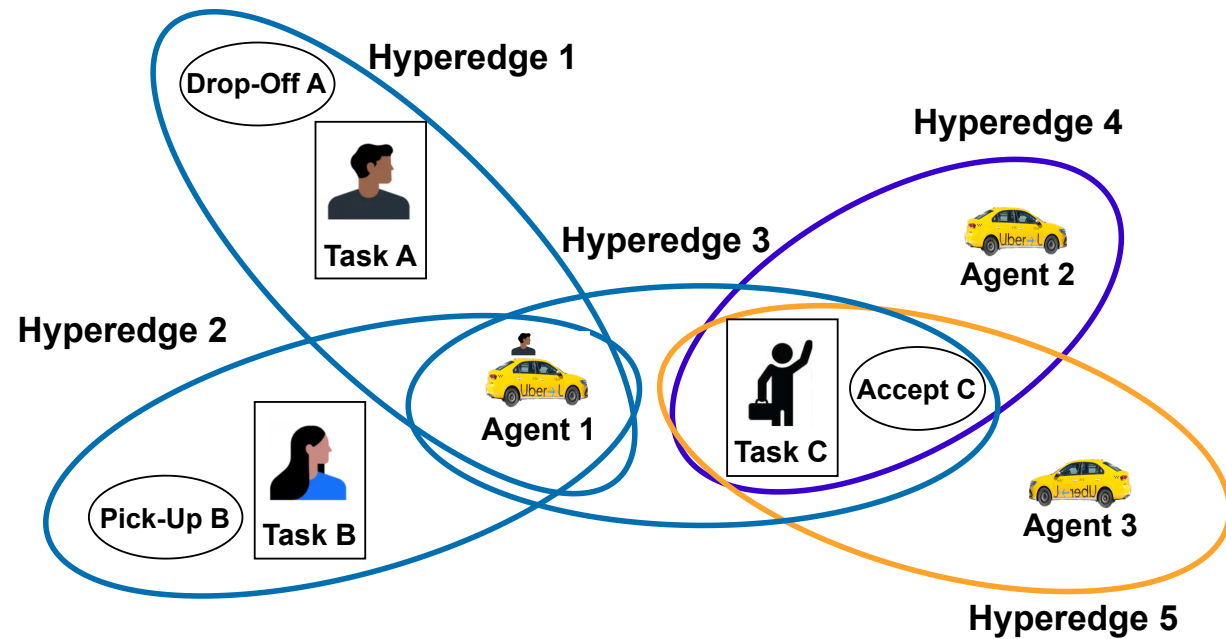 Hyperedge 1
Drop-Off A
Task A
Hyperedge 4
Agent 2
Hyperedge 3
Hyperedge 2
Agent 1
Task C
Accept C
Pick-Up B
Task B
Agent 3
Hyperedge 5